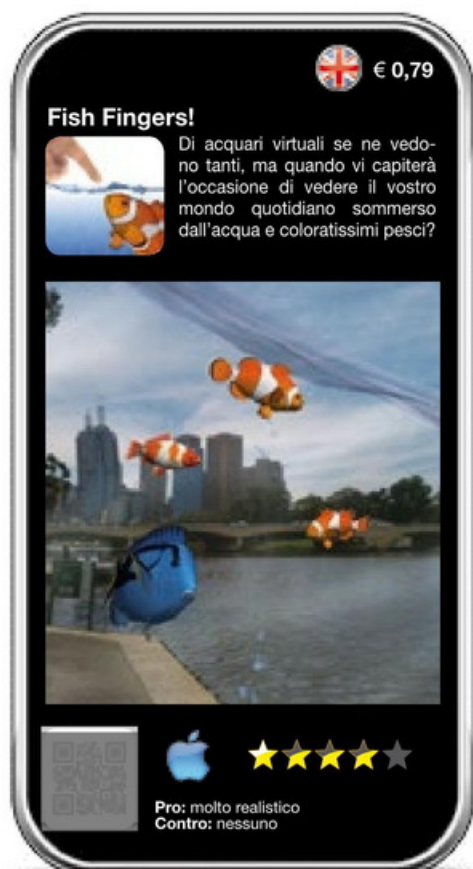 € 0,79
Fish Fingers!
Di acquari virtuali se ne vedo-
no tanti, ma quando vi capiterà
l'occasione di vedere il vostro
mondo quotidiano sommerso
dall'acqua e coloratissimi pesci?
Pro: molto realistico
Contro: nessuno